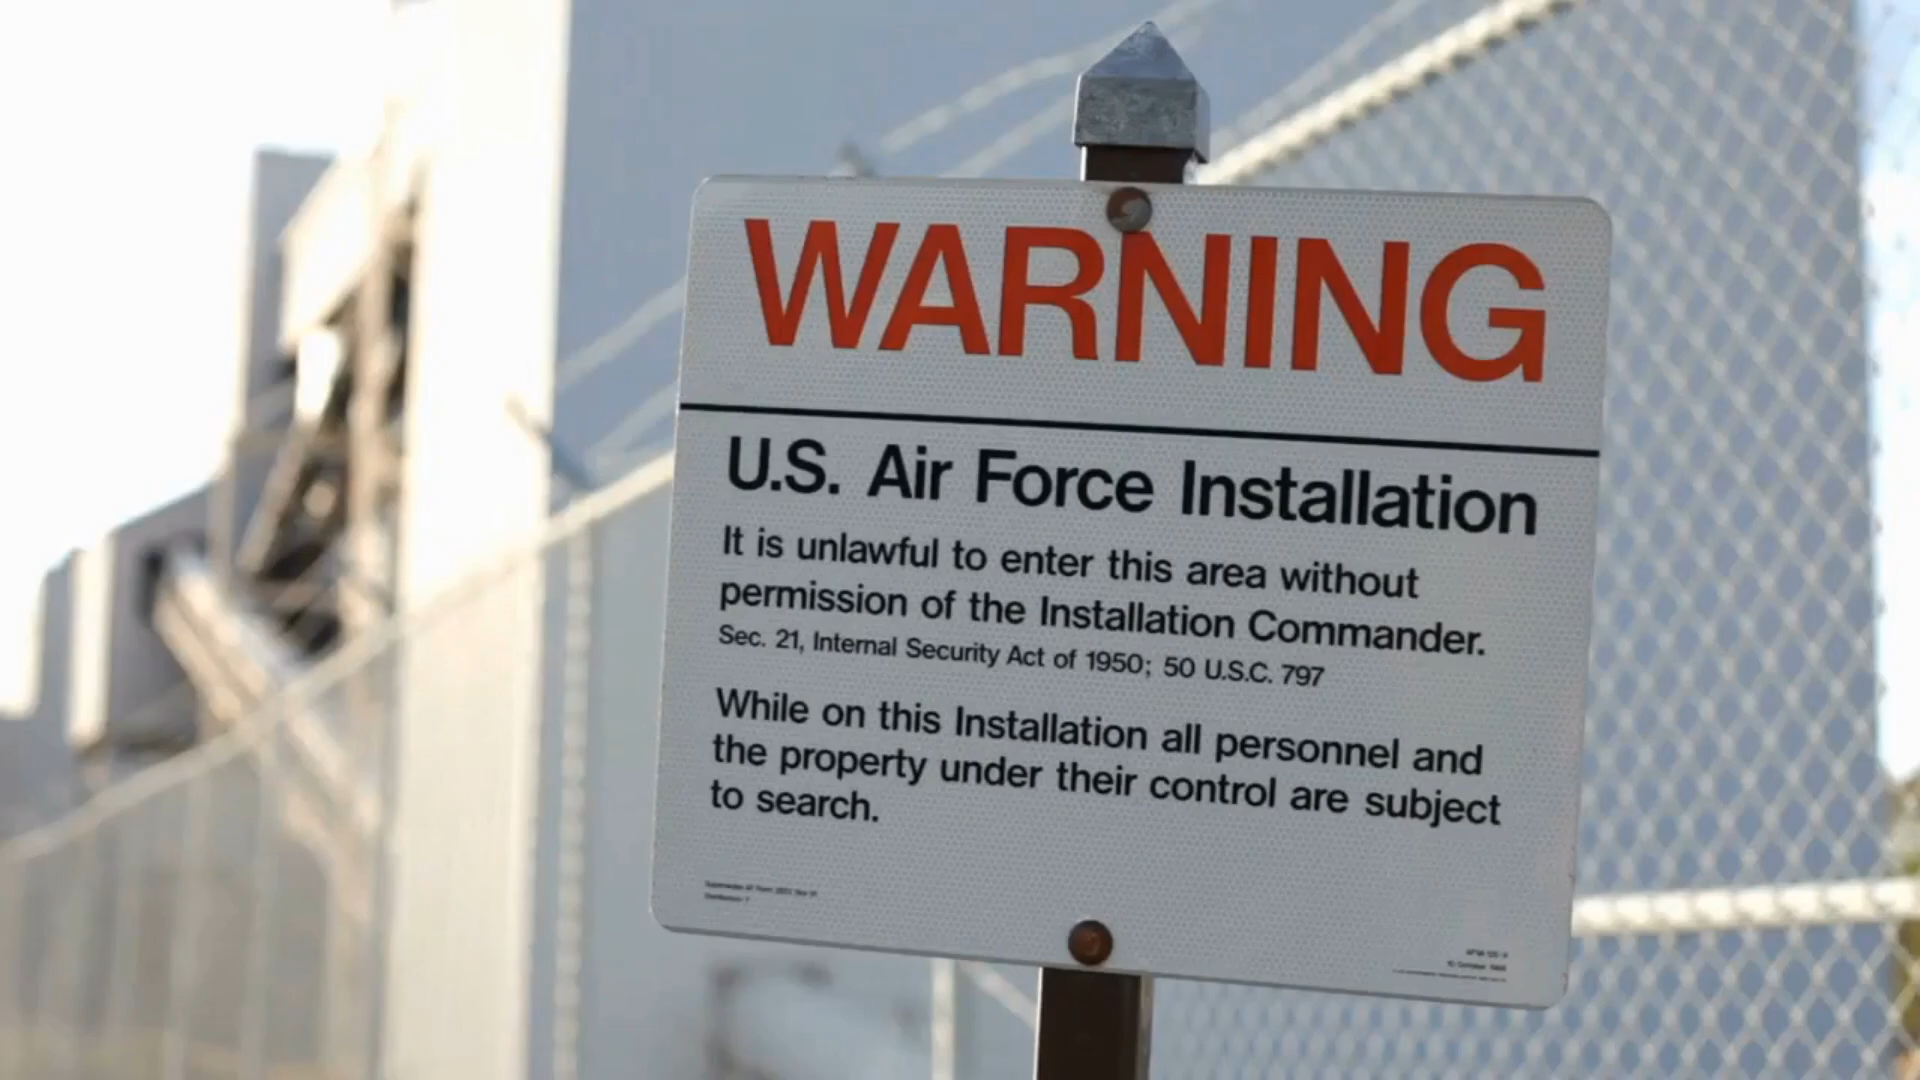 WARNING
U.S. Air Force Installation
It is unlawful to enter this area without
permission of the Installation Commander.
Sec. 21, Internal Security Act of 1950; 50 U.S.C. 797
While on this Installation all personnel and
the property under their control are subject
to search.